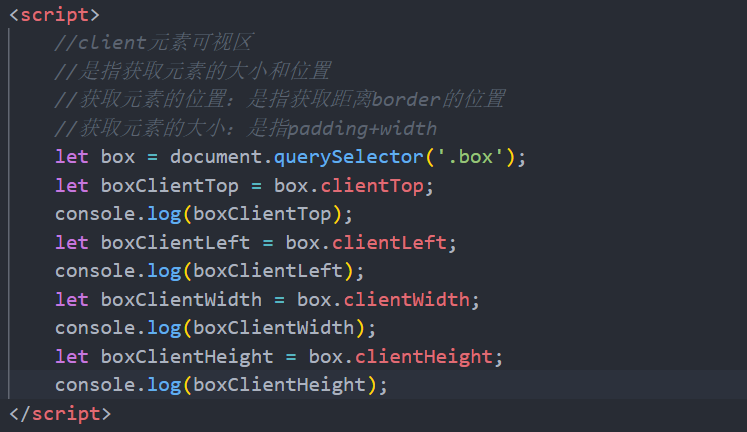 <script>
//client元素可视区
//是指获取元素的大小和位置
//获取元素的位置：是指获取距离border的位置
//获取元素的大小：是指padding+width
let box = document.querySelector('.box');
let boxClientTop = box.clientTop;
console.log(boxClientTop);
let boxClientLeft = box.clientLeft;
console.log(boxClientLeft);
let boxClientWidth = box.clientWidth;
console.log(boxClientWidth);
let boxClientHeight = box.clientHeight;
console.log(boxClientHeight);
</script>